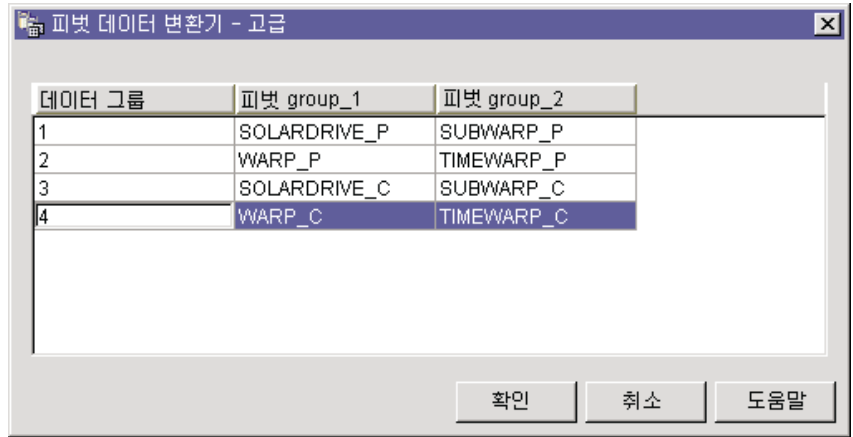 피벗 데이터 변환기 - 고급
데이터 그룹 피벗 group_1 피벗 group_2
1 SOLARDRIVE_P SUBWARP_P
2 WARP_P TIMEWARP_P
3 SOLARDRIVE_C SUBWARP_C
4 WARP_C TIMEWARP_C
확인 취소 도움말